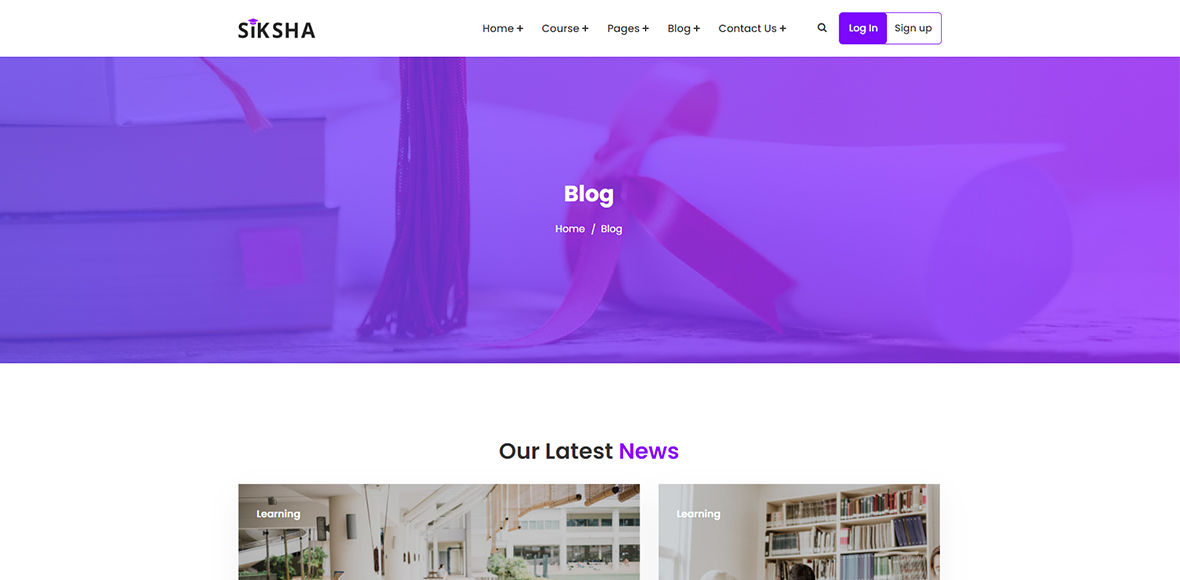 SiKSHA
Home + Course + Pages + Blog + Contact Us + Log In Sign up
Blog
Home / Blog
Our Latest News
Learning Learning